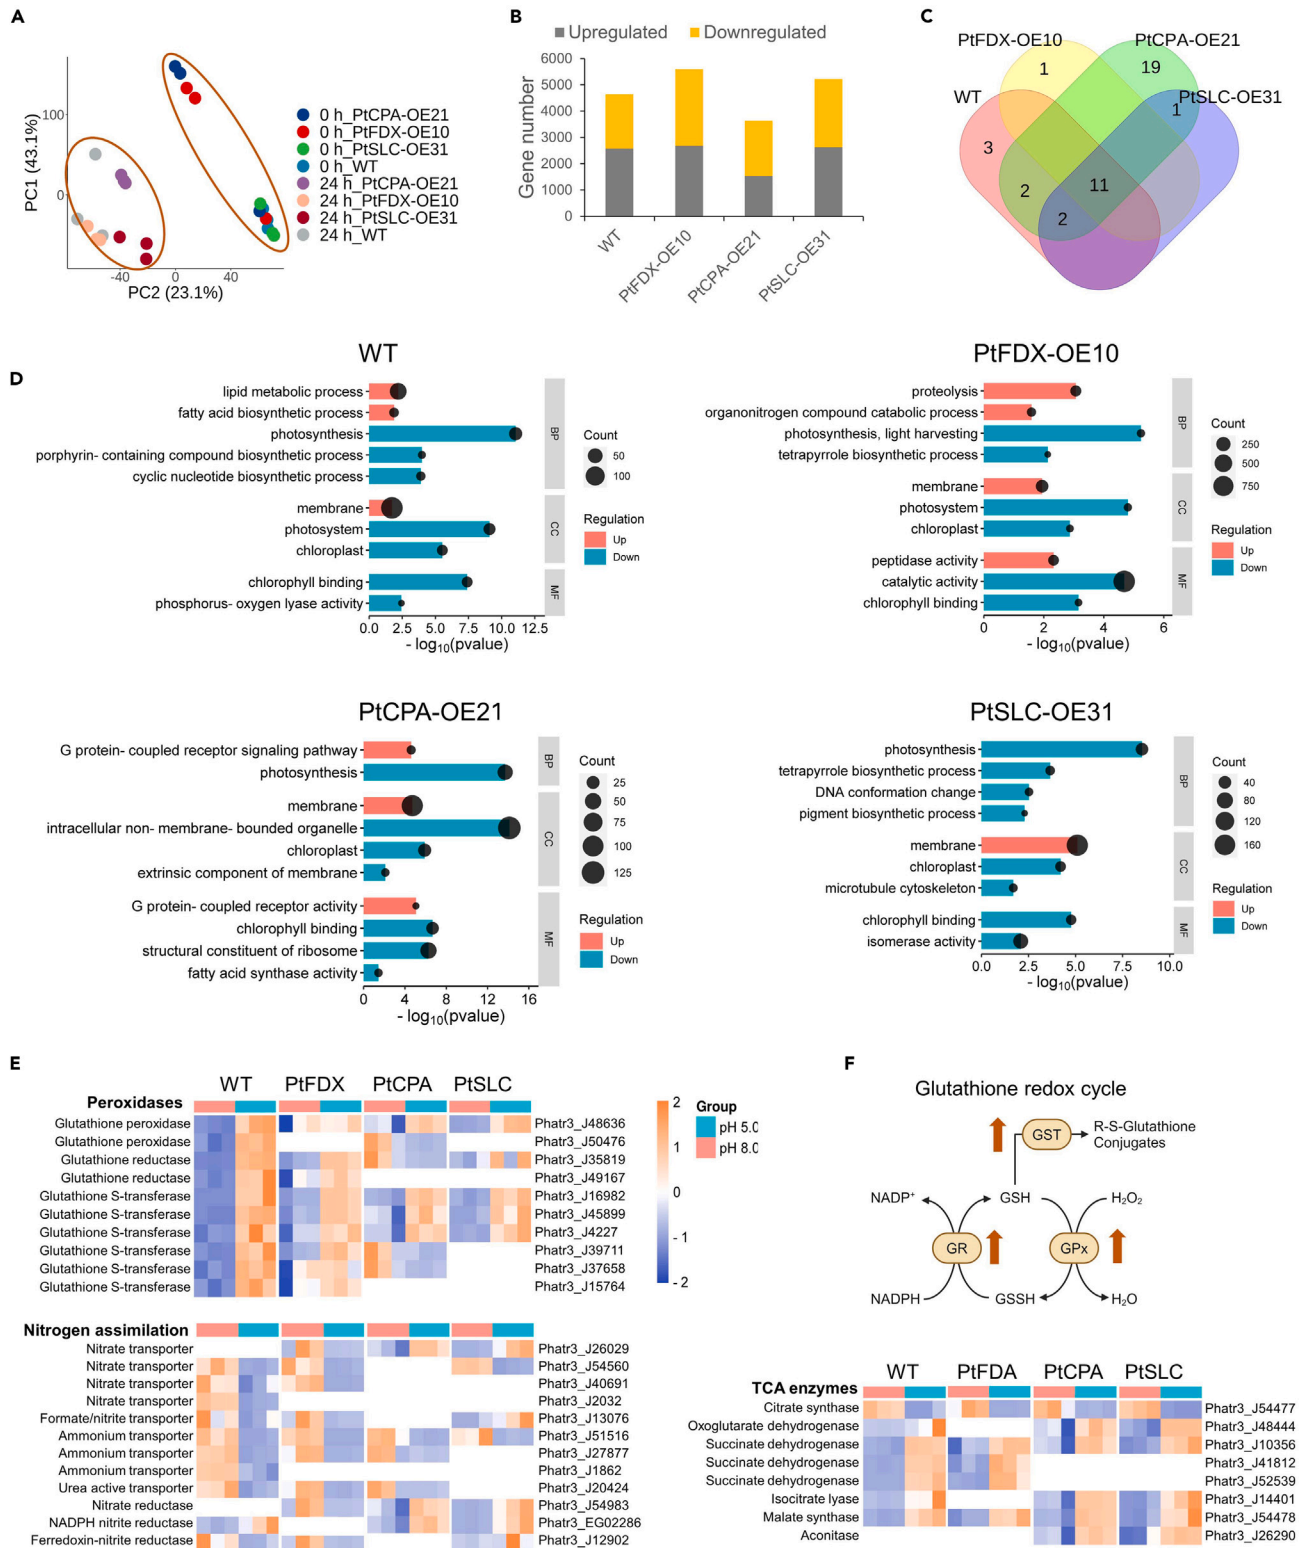 A
PC1 (43.1%)
100
0
-40
0
40
PC2 (23.1%)
0 h_PtCPA-OE21
0 h_PtFDX-OE10
0 h_PtSLC-OE31
0 h_WT
24 h_PtCPA-OE21
24 h_PtFDX-OE10
24 h_PtSLC-OE31
24 h_WT
B
Upregulated
Downregulated
Gene number
6000
5000
4000
3000
2000
1000
0
WT
PtFDX-OE10
PtCPA-OE21
PtSLC-OE31
C
PtFDX-OE10
PtCPA-OE21
WT
PtSLC-OE31
1
19
1
3
2
11
2
D
WT
lipid metabolic process
fatty acid biosynthetic process
photosynthesis
porphyrin- containing compound biosynthetic process
cyclic nucleotide biosynthetic process
membrane
photosystem
chloroplast
chlorophyll binding
phosphorus- oxygen lyase activity
BP
CC
MF
0.0 2.5 5.0 7.5 10.0 12.5
- log10(pvalue)
Count
50
100
Regulation
Up
Down
PtFDX-OE10
proteolysis
organonitrogen compound catabolic process
photosynthesis, light harvesting
tetrapyrrole biosynthetic process
membrane
photosystem
chloroplast
peptidase activity
catalytic activity
chlorophyll binding
BP
CC
MF
0 2 4 6
- log10(pvalue)
Count
250
500
750
Regulation
Up
Down
PtCPA-OE21
G protein- coupled receptor signaling pathway
photosynthesis
membrane
intracellular non- membrane- bounded organelle
chloroplast
extrinsic component of membrane
G protein- coupled receptor activity
chlorophyll binding
structural constituent of ribosome
fatty acid synthase activity
BP
CC
MF
0 4 8 12 16
- log10(pvalue)
Count
25
50
75
100
125
Regulation
Up
Down
PtSLC-OE31
photosynthesis
tetrapyrrole biosynthetic process
DNA conformation change
pigment biosynthetic process
membrane
chloroplast
microtubule cytoskeleton
chlorophyll binding
isomerase activity
BP
CC
MF
0.0 2.5 5.0 7.5 10.0
- log10(pvalue)
Count
40
80
120
160
Regulation
Up
Down
E
WT PtFDX PtCPA PtSLC
Peroxidases
Glutathione peroxidase Phatr3_J48636
Glutathione peroxidase Phatr3_J50476
Glutathione reductase Phatr3_J35819
Glutathione reductase Phatr3_J49167
Glutathione S-transferase Phatr3_J16982
Glutathione S-transferase Phatr3_J45899
Glutathione S-transferase Phatr3_J4227
Glutathione S-transferase Phatr3_J39711
Glutathione S-transferase Phatr3_J37658
Glutathione S-transferase Phatr3_J15764
2
1
0
- 1
- 2
Group
pH 5.0
pH 8.0
Nitrogen assimilation
Nitrate transporter Phatr3_J26029
Nitrate transporter Phatr3_J54560
Nitrate transporter Phatr3_J40691
Nitrate transporter Phatr3_J2032
Formate/nitrite transporter Phatr3_J13076
Ammonium transporter Phatr3_J51516
Ammonium transporter Phatr3_J27877
Ammonium transporter Phatr3_J1862
Urea active transporter Phatr3_J20424
Nitrate reductase Phatr3_J54983
NADPH nitrite reductase Phatr3_EG02286
Ferredoxin-nitrite reductase Phatr3_J12902
F
Glutathione redox cycle
GST
R-S-Glutathione
Conjugates
NADP+
GSH
H2O2
GR
GPx
NADPH
GSSH
H2O
WT PtFDA PtCPA PtSLC
TCA enzymes
Citrate synthase Phatr3_J54477
Oxoglutarate dehydrogenase Phatr3_J48444
Succinate dehydrogenase Phatr3_J10356
Succinate dehydrogenase Phatr3_J41812
Succinate dehydrogenase Phatr3_J52539
Isocitrate lyase Phatr3_J14401
Malate synthase Phatr3_J54478
Aconitase Phatr3_J26290